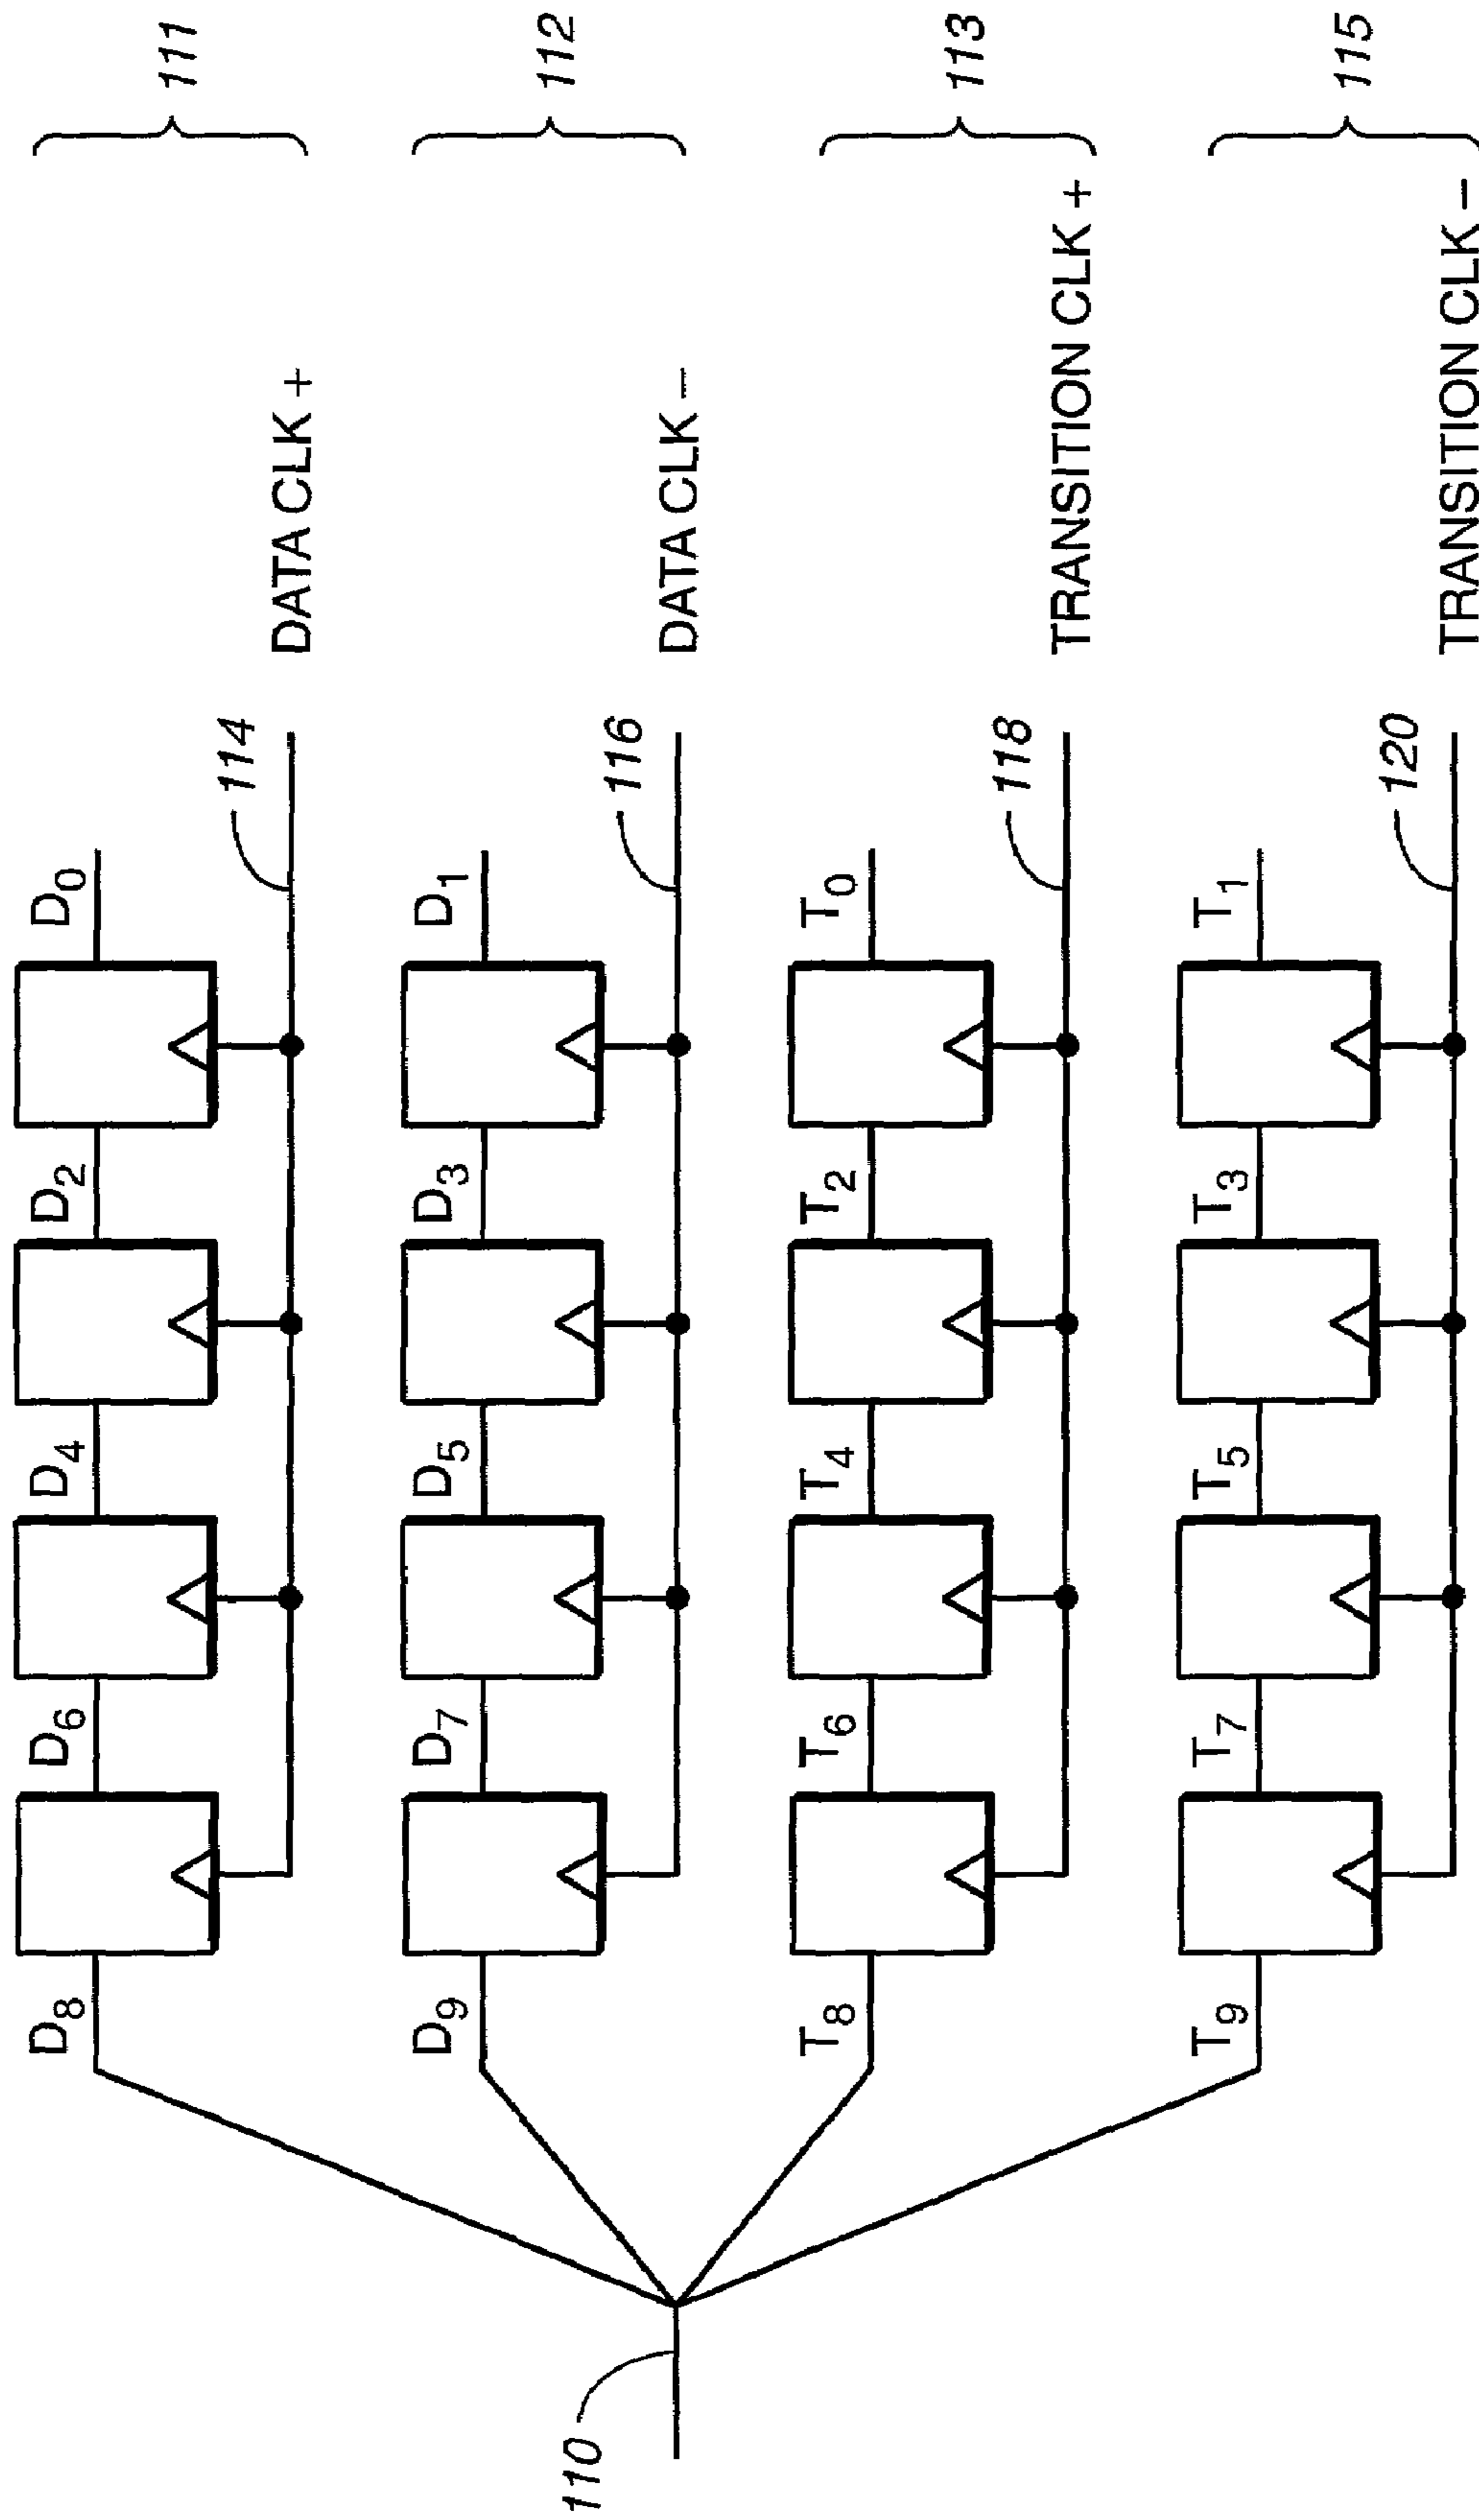 D8 D6 D4 D2 D0
114
DATA CLK +
111
D9 D7 D5 D3 D1
116
DATA CLK −
112
110
T8 T6 T4 T2 T0
118
TRANSITION CLK +
113
T9 T7 T5 T3 T1
120
TRANSITION CLK −
115